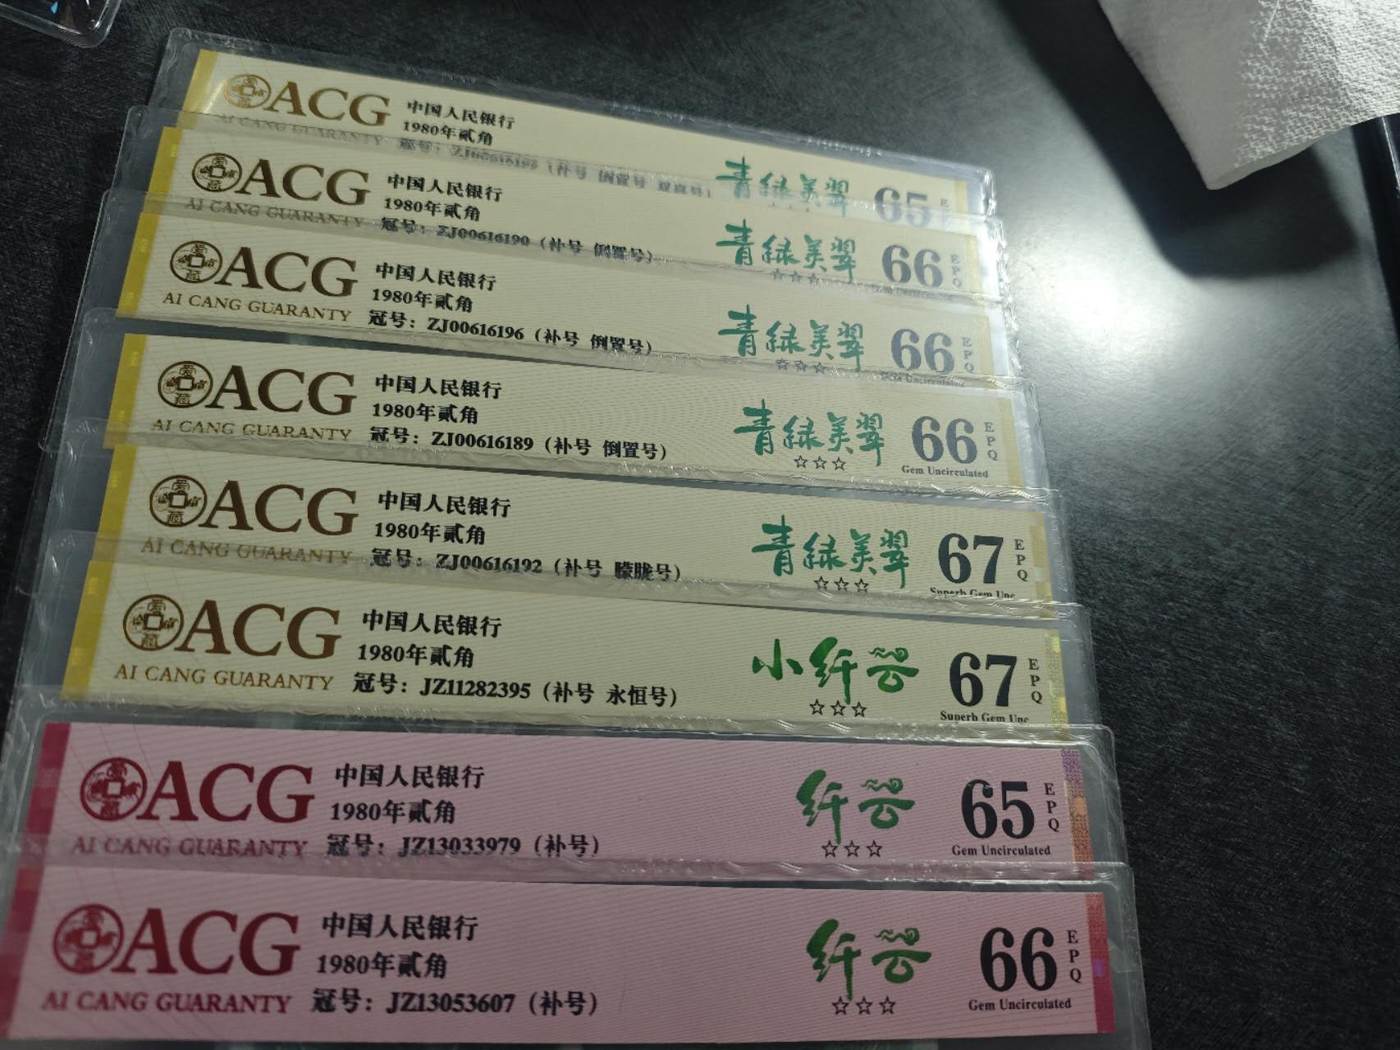 ACG
中国人民银行
1980年贰角
AI CANG GUARANTY
青绿美翠
65
ACG
中国人民银行
1980年贰角
AI CANG GUARANTY
冠号：ZJ00616190（补号 倒置号）
青绿美翠
☆☆☆
66
EPQ
ACG
中国人民银行
1980年贰角
AI CANG GUARANTY
冠号：ZJ00616196（补号 倒置号）
青绿美翠
☆☆☆
66
EPQ
ACG
中国人民银行
1980年贰角
AI CANG GUARANTY
冠号：ZJ00616189（补号 倒置号）
青绿美翠
☆☆☆
66
EPQ
Gem Uncirculated
ACG
中国人民银行
1980年贰角
AI CANG GUARANTY
冠号：ZJ00616192（补号 朦胧号）
青绿美翠
☆☆☆
67
EPQ
Superb Gem Unc
ACG
中国人民银行
1980年贰角
AI CANG GUARANTY
冠号：JZ11282395（补号 永恒号）
小纤云
☆☆☆
67
EPQ
Superb Gem Unc
ACG
中国人民银行
1980年贰角
AI CANG GUARANTY
冠号：JZ13033979（补号）
纤云
☆☆☆
65
EPQ
Gem Uncirculated
ACG
中国人民银行
1980年贰角
AI CANG GUARANTY
冠号：JZ13053607（补号）
纤云
☆☆☆
66
EPQ
Gem Uncirculated